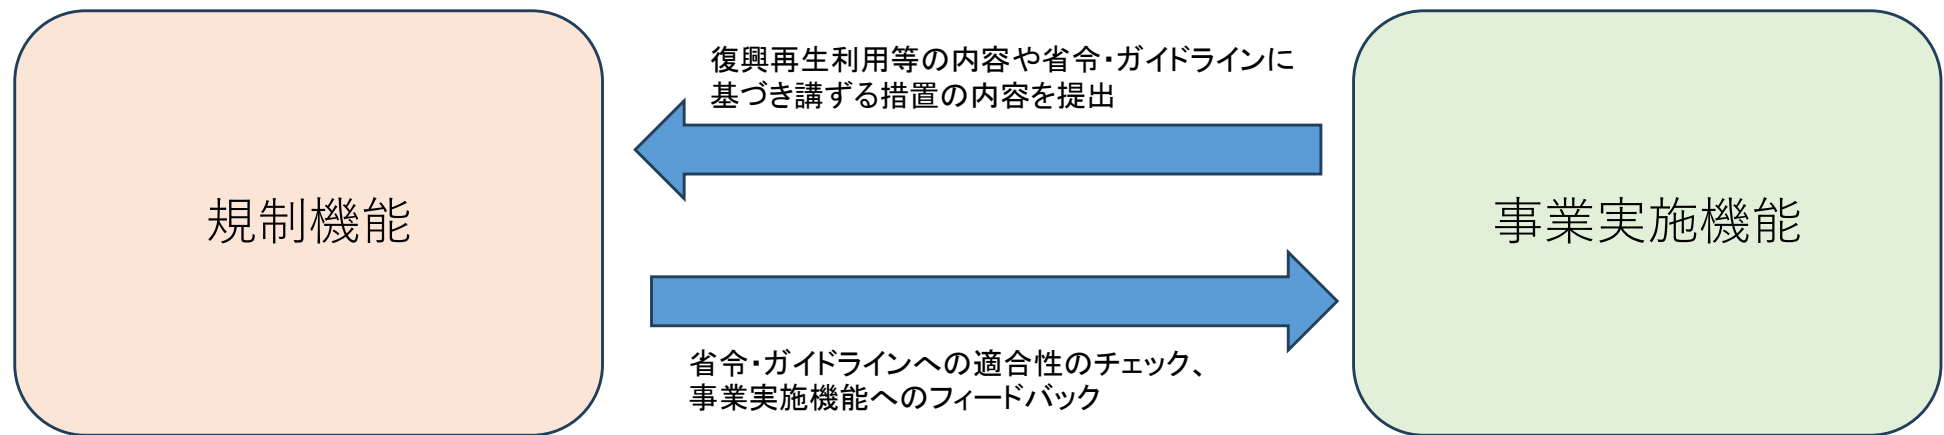 規制機能
復興再生利用等の内容や省令・ガイドラインに
基づき講ずる措置の内容を提出
省令・ガイドラインへの適合性のチェック、
事業実施機能へのフィードバック
事業実施機能